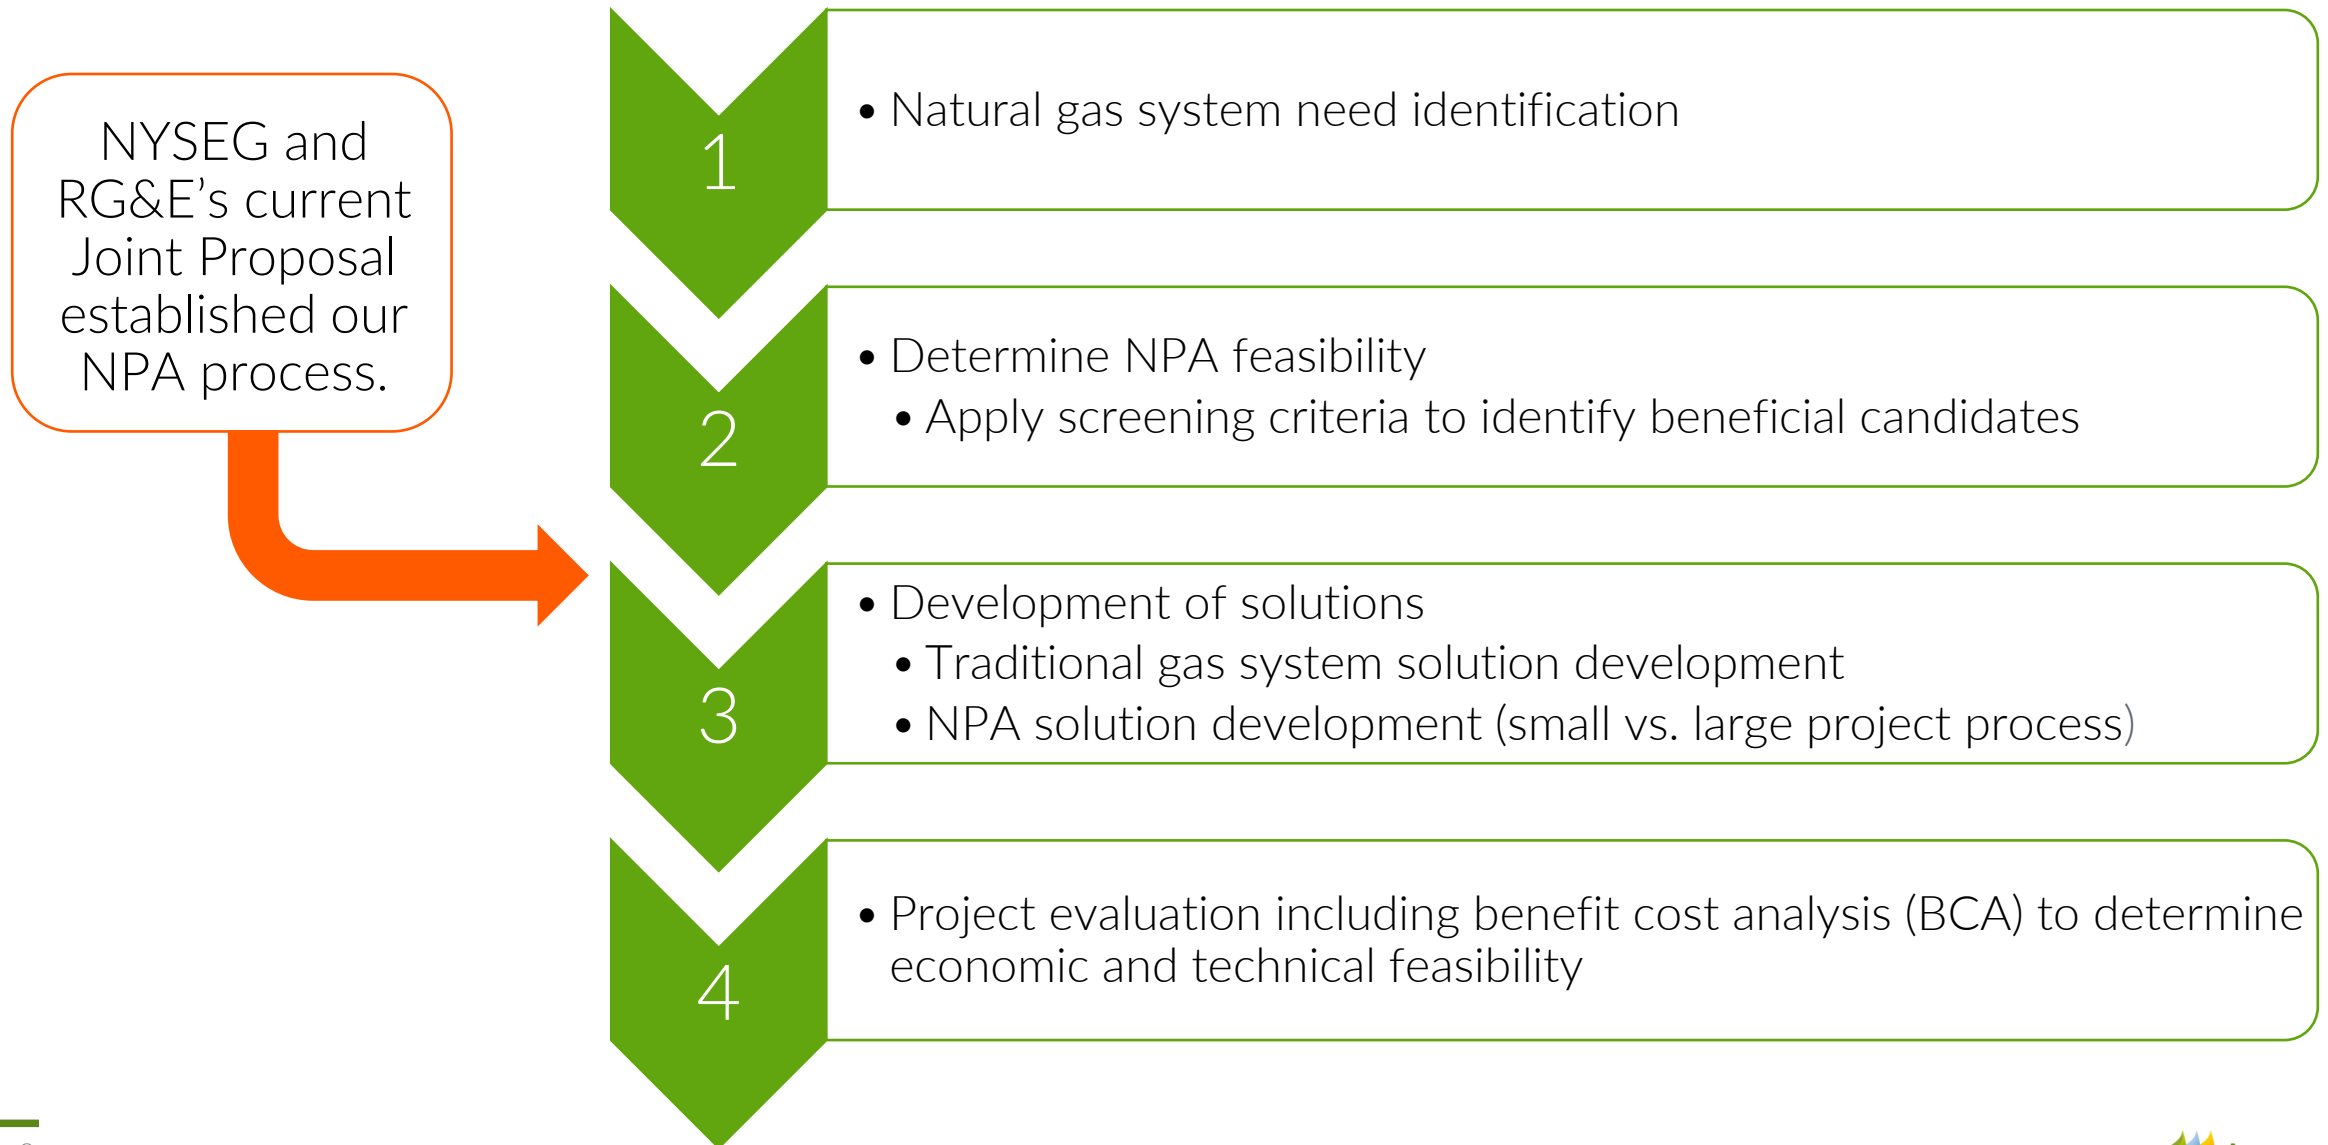 NYSEG and
RG&E’s current
Joint Proposal
established our
NPA process.
1
• Natural gas system need identification
2
• Determine NPA feasibility
• Apply screening criteria to identify beneficial candidates
3
• Development of solutions
• Traditional gas system solution development
• NPA solution development (small vs. large project process)
4
• Project evaluation including benefit cost analysis (BCA) to determine
economic and technical feasibility